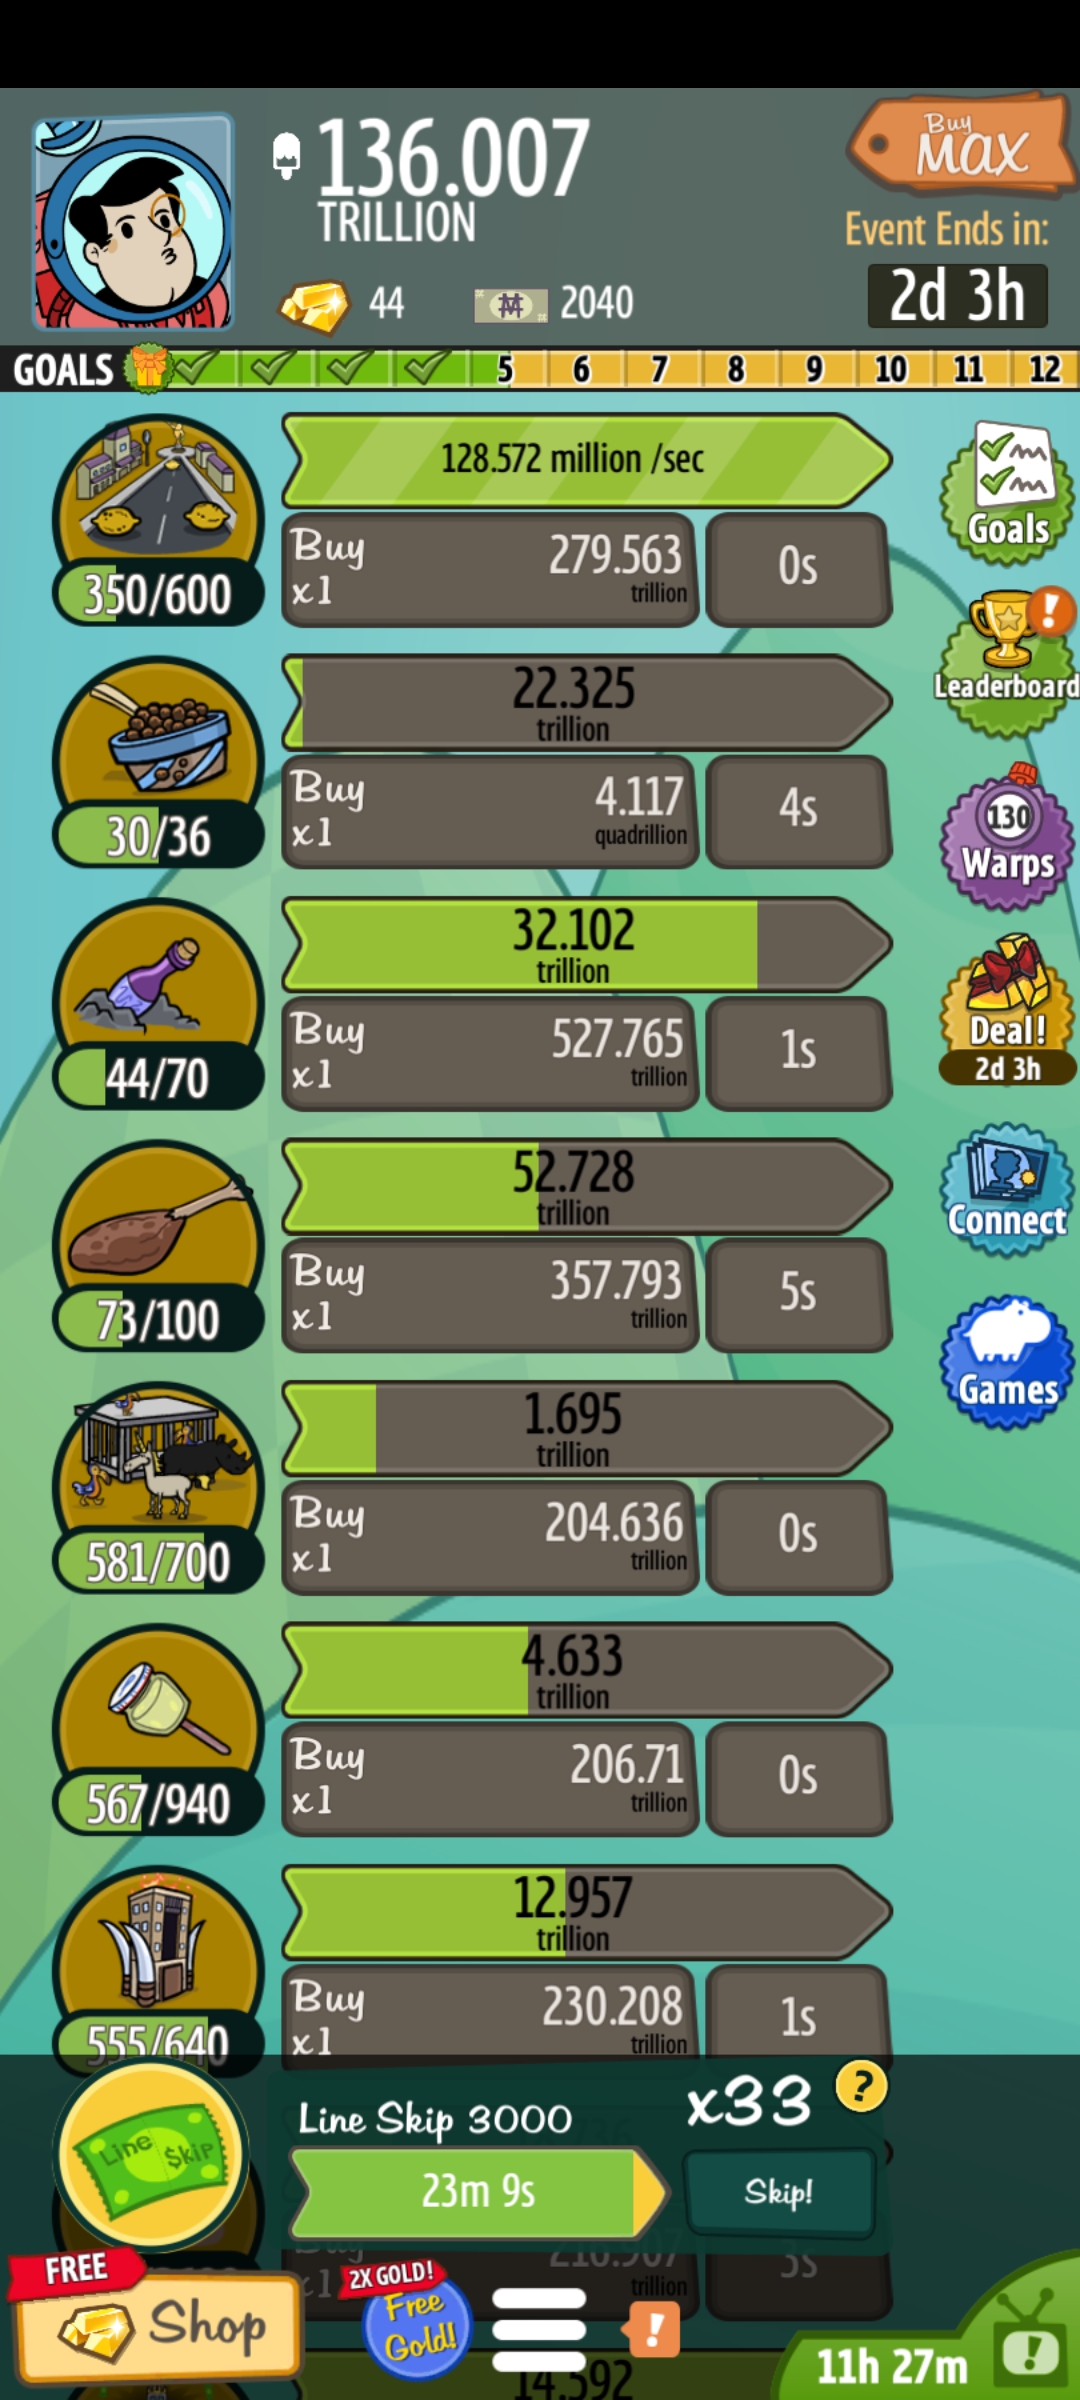 136.007
TRILLION
44
2040
Buy
MAX
Event Ends in:
2d 3h
GOALS
5 6 7 8 9 10 11 12
128.572 million /sec
Buy
x1
279.563
trillion
0s
350/600
Goals
Leaderboard
22.325
trillion
Buy
x1
4.117
quadrillion
4s
30/36
130
Warps
32.102
trillion
Buy
x1
527.765
trillion
1s
44/70
Deal!
2d 3h
52.728
trillion
Buy
x1
357.793
trillion
5s
73/100
Connect
1.695
trillion
Buy
x1
204.636
trillion
0s
581/700
Games
4.633
trillion
Buy
x1
206.71
trillion
0s
567/940
12.957
trillion
Buy
x1
230.208
trillion
1s
555/640
Line Skip
Line Skip 3000
x33
?
23m 9s
Skip!
x1
trillion
3s
FREE
Shop
2X GOLD!
Free
Gold!
!
14.592
11h 27m
!